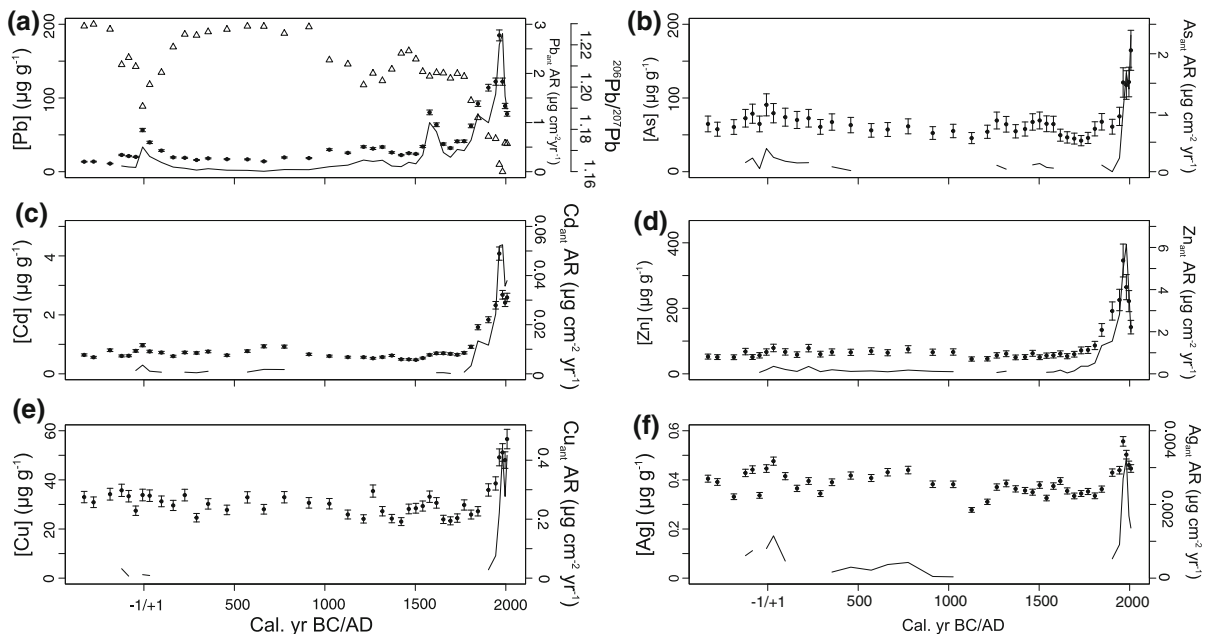 (a)
200
100
0
[Pb] (µg g⁻¹)
3
2
1
0
Pb_ant AR (µg cm⁻² yr⁻¹)
1.22
1.20
1.18
1.16
²⁰⁶Pb/²⁰⁷Pb
(b)
200
100
50
0
[As] (µg g⁻¹)
2
1
0
As_ant AR (µg cm⁻² yr⁻¹)
(c)
4
2
0
[Cd] (µg g⁻¹)
0.06
0.04
0.02
0
Cd_ant AR (µg cm⁻² yr⁻¹)
(d)
400
200
0
[Zn] (µg g⁻¹)
6
4
2
0
Zn_ant AR (µg cm⁻² yr⁻¹)
(e)
60
40
20
0
[Cu] (µg g⁻¹)
0.4
0.2
0
Cu_ant AR (µg cm⁻² yr⁻¹)
-1/+1
500
1000
1500
2000
Cal. yr BC/AD
(f)
06
04
02
0
[Ag] (µg g⁻¹)
0.004
0.002
0
Ag_ant AR (µg cm⁻² yr⁻¹)
-1/+1
500
1000
1500
2000
Cal. yr BC/AD